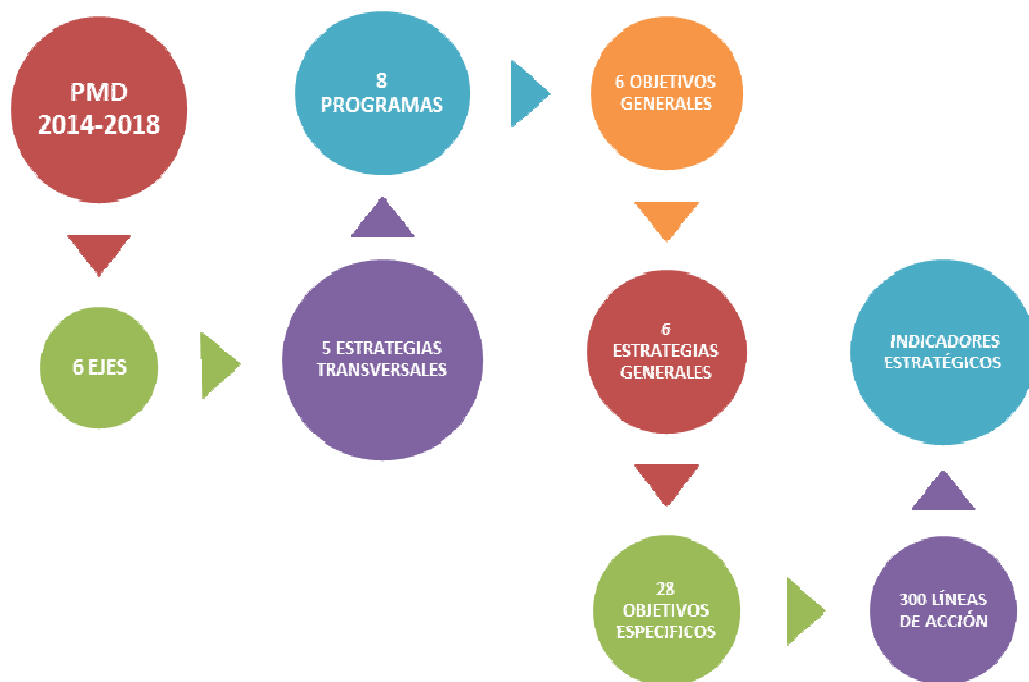 PMD
2014-2018
6 EJES
5 ESTRATEGIAS
TRANSVERSALES
8
PROGRAMAS
6 OBJETIVOS
GENERALES
6
ESTRATEGIAS
GENERALES
28
OBJETIVOS
ESPECIFICOS
300 LÍNEAS
DE ACCIÓN
INDICADORES
ESTRATÉGICOS